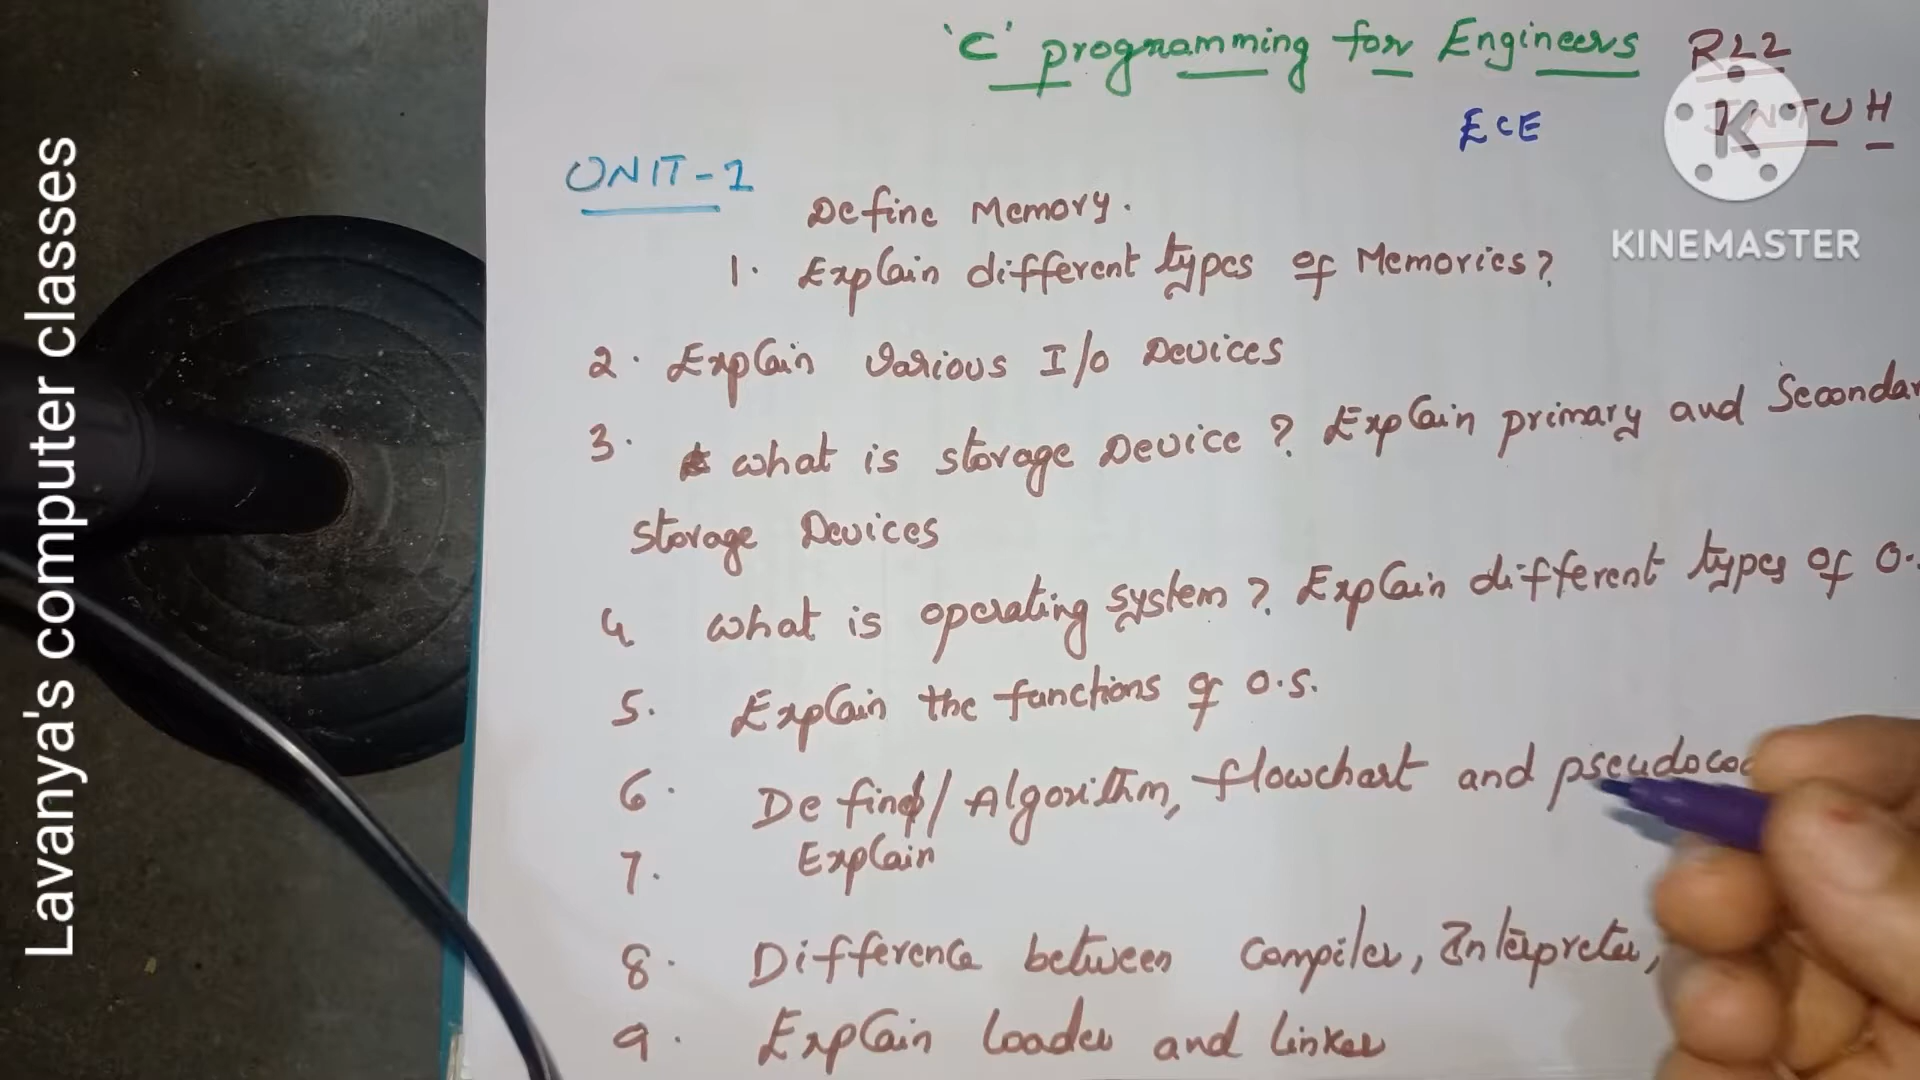 'C' programming for Engineers R22
ECE JNTUH
UNIT-1
KINEMASTER
Define Memory.
1. Explain different types of Memories?
2. Explain various I/O Devices
3. What is storage Device? Explain primary and Secondar
storage Devices
4 What is operating system? Explain different types of O.
5. Explain the functions of O.S.
6. Define/ Algorithm, flowchart and pseudoco
7. Explain
8. Difference between Compiler, Interpreter,
9. Explain Loader and Linker
Lavanya's computer classes